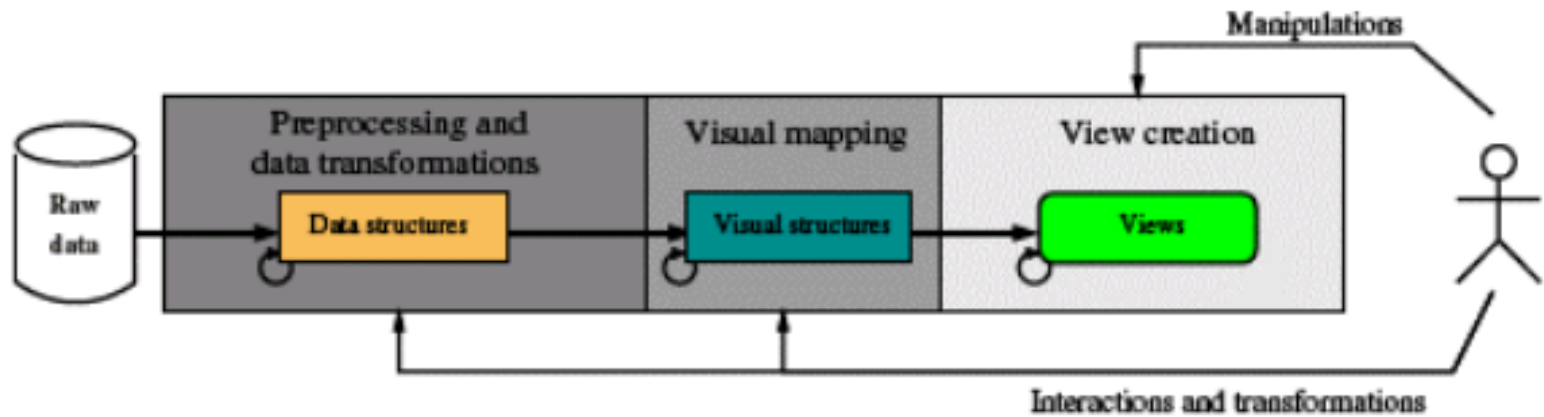 Manipulations
Preprocessing and
data transformations
Visual mapping
View creation
Raw
data
Data structures
Visual structures
Views
Interactions and transformations